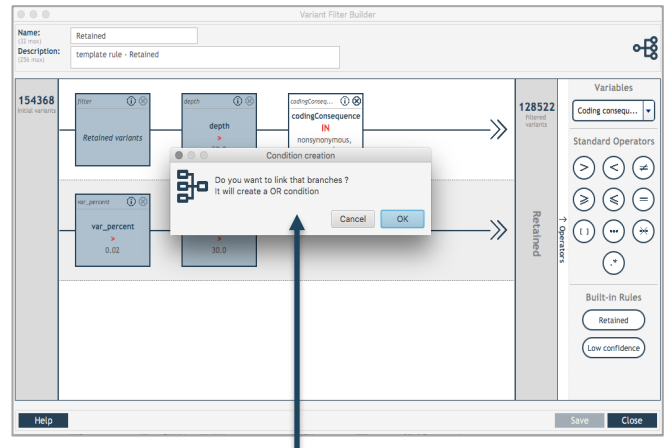 Variant Filter Builder
Name:
(32 max)
Retained
Description:
(256 max)
template rule - Retained
154368
Initial variants
filter
Retained variants
depth
depth
>
codingConseq...
codingConsequence
IN
nonsynonymous,
128522
Filtered
variants
Condition creation
Do you want to link that branches ?
It will create a OR condition
Cancel
OK
var_percent
var_percent
>
0.02
>
30.0
Retained
→ Operators
Variables
Coding consequ...
Standard Operators
>
<
≠
⩾
⩽
=
[ ]
•••
.*
Built-in Rules
Retained
Low confidence
Help
Save
Close